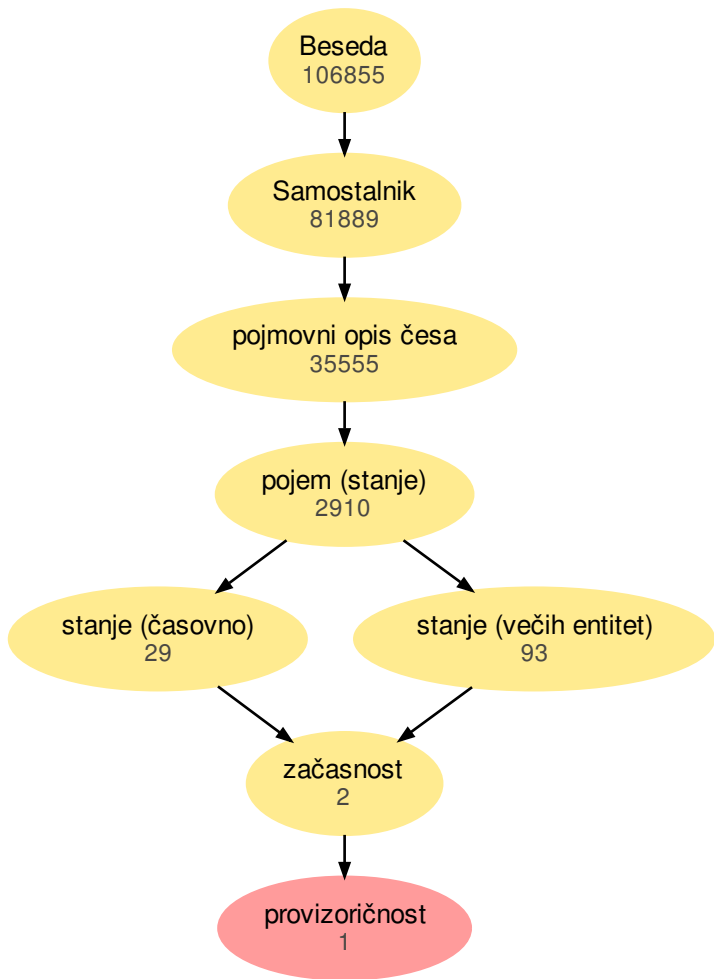 Beseda
106855
Samostalnik
81889
pojmovni opis česa
35555
pojem (stanje)
2910
stanje (časovno)
29
stanje (večih entitet)
93
začasnost
2
provizoričnost
1